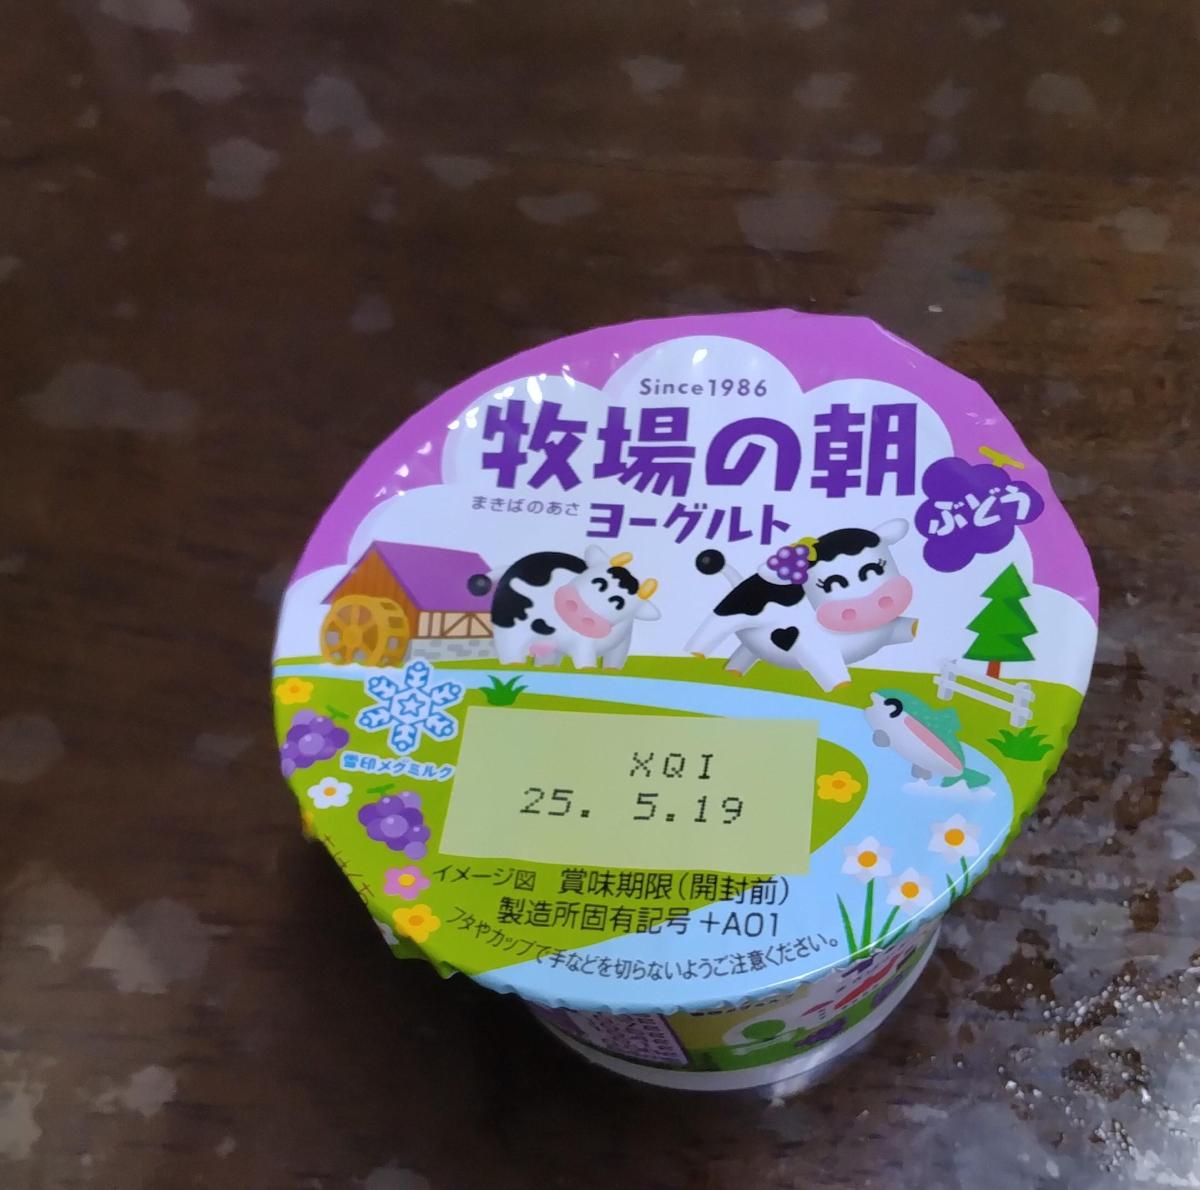 Since1986
牧場の朝
まきばのあさ ヨーグルト
ぶどう
雪印メグミルク
XQI
25. 5.19
イメージ図 賞味期限(開封前)
製造所固有記号+A01
フタやカップで手などを切らないようご注意ください。